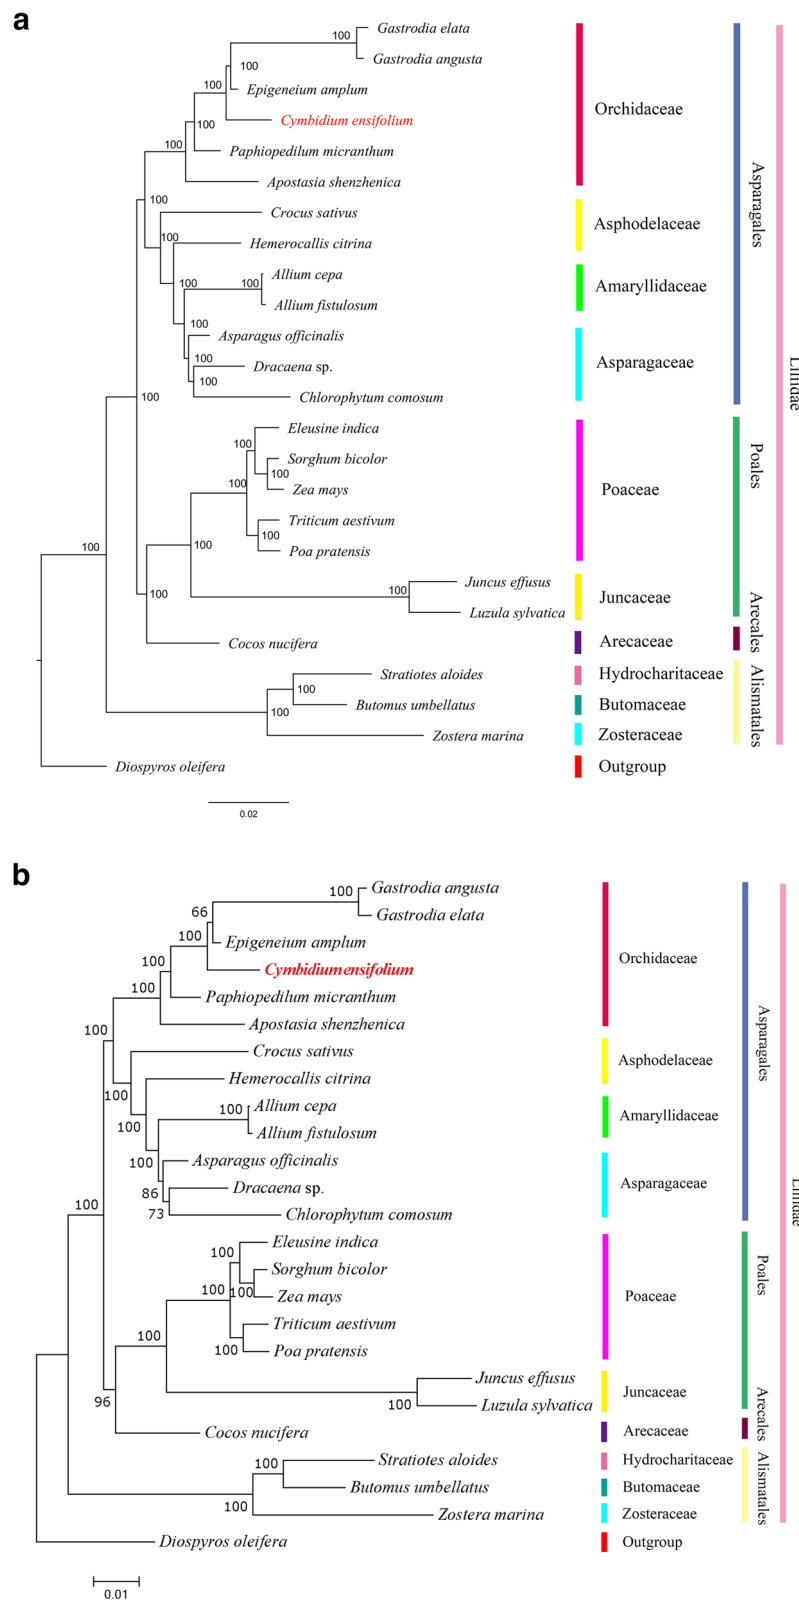 a
100
Gastrodia elata
Gastrodia angusta
100
100
Epigeneium amplum
100
Cymbidium ensifolium
100
Paphiopedilum micranthum
Apostasia shenzhenica
Orchidaceae
100
Crocus sativus
100
Hemerocallis citrina
Asphodelaceae
100
100
Allium cepa
Allium fistulosum
Amaryllidaceae
100
Asparagus officinalis
100
Dracaena sp.
100
Chlorophytum comosum
Asparagaceae
Asparagales
100
Eleusine indica
100
Sorghum bicolor
100
100
Zea mays
Triticum aestivum
100
Poa pratensis
Poaceae
100
Juncus effusus
100
Luzula sylvatica
Juncaceae
Poales
100
Cocos nucifera
Arecaceae
Arecales
100
Stratiotes aloides
Hydrocharitaceae
100
Butomus umbellatus
Butomaceae
100
Zostera marina
Zosteraceae
Alismatales
Diospyros oleifera
Outgroup
0.02
b
100
Gastrodia angusta
Gastrodia elata
66
100
Epigeneium amplum
100
Cymbidiumensifolium
100
Paphiopedilum micranthum
Apostasia shenzhenica
Orchidaceae
100
Crocus sativus
100
Hemerocallis citrina
Asphodelaceae
100
100
Allium cepa
Allium fistulosum
Amaryllidaceae
100
Asparagus officinalis
86
Dracaena sp.
73
Chlorophytum comosum
Asparagaceae
Asparagales
100
100
Eleusine indica
100
Sorghum bicolor
100
Zea mays
Triticum aestivum
100
Poa pratensis
Poaceae
100
Juncus effusus
100
Luzula sylvatica
Juncaceae
Poales
96
Cocos nucifera
Arecaceae
Arecales
100
Stratiotes aloides
Hydrocharitaceae
Butomus umbellatus
Butomaceae
100
Zostera marina
Zosteraceae
Alismatales
Diospyros oleifera
Outgroup
0.01